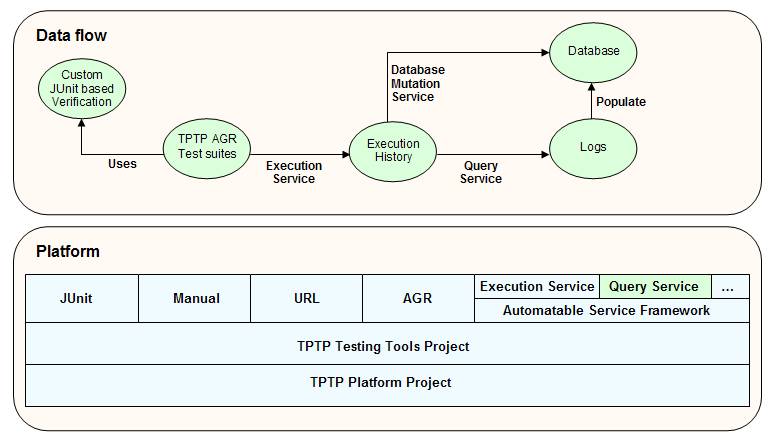 Data flow
Custom
JUnit based
Verification
Uses
TPTP AGR
Test suites
Execution
Service
Execution
History
Database
Mutation
Service
Query
Service
Database
Populate
Logs
Platform
JUnit
Manual
URL
AGR
Execution Service
Query Service
...
Automatable Service Framework
TPTP Testing Tools Project
TPTP Platform Project